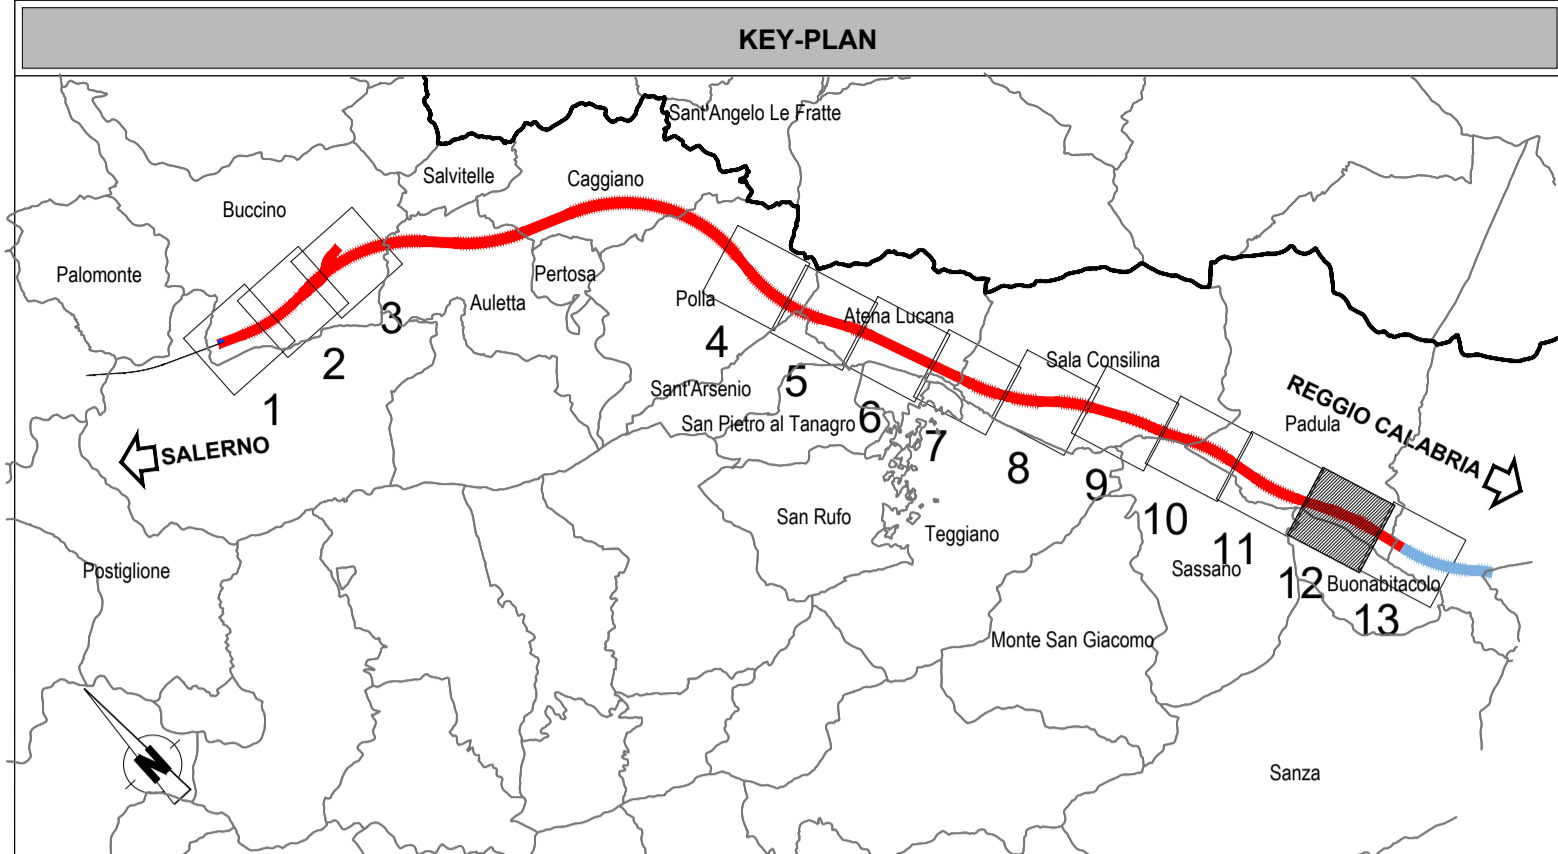 KEY-PLAN
Sant'Angelo Le Fratte
Salvitelle
Caggiano
Buccino
Palomonte
Pertosa
Auletta
Polla
Atena Lucana
3
4
2
5
Sala Consilina
Sant'Arsenio
1
San Pietro al Tanagro
6
7
REGGIO CALABRIA
Padula
SALERNO
8
9
San Rufo
Teggiano
10
11
Postiglione
Sassano
12
Buonabitacolo
13
Monte San Giacomo
N
Sanza